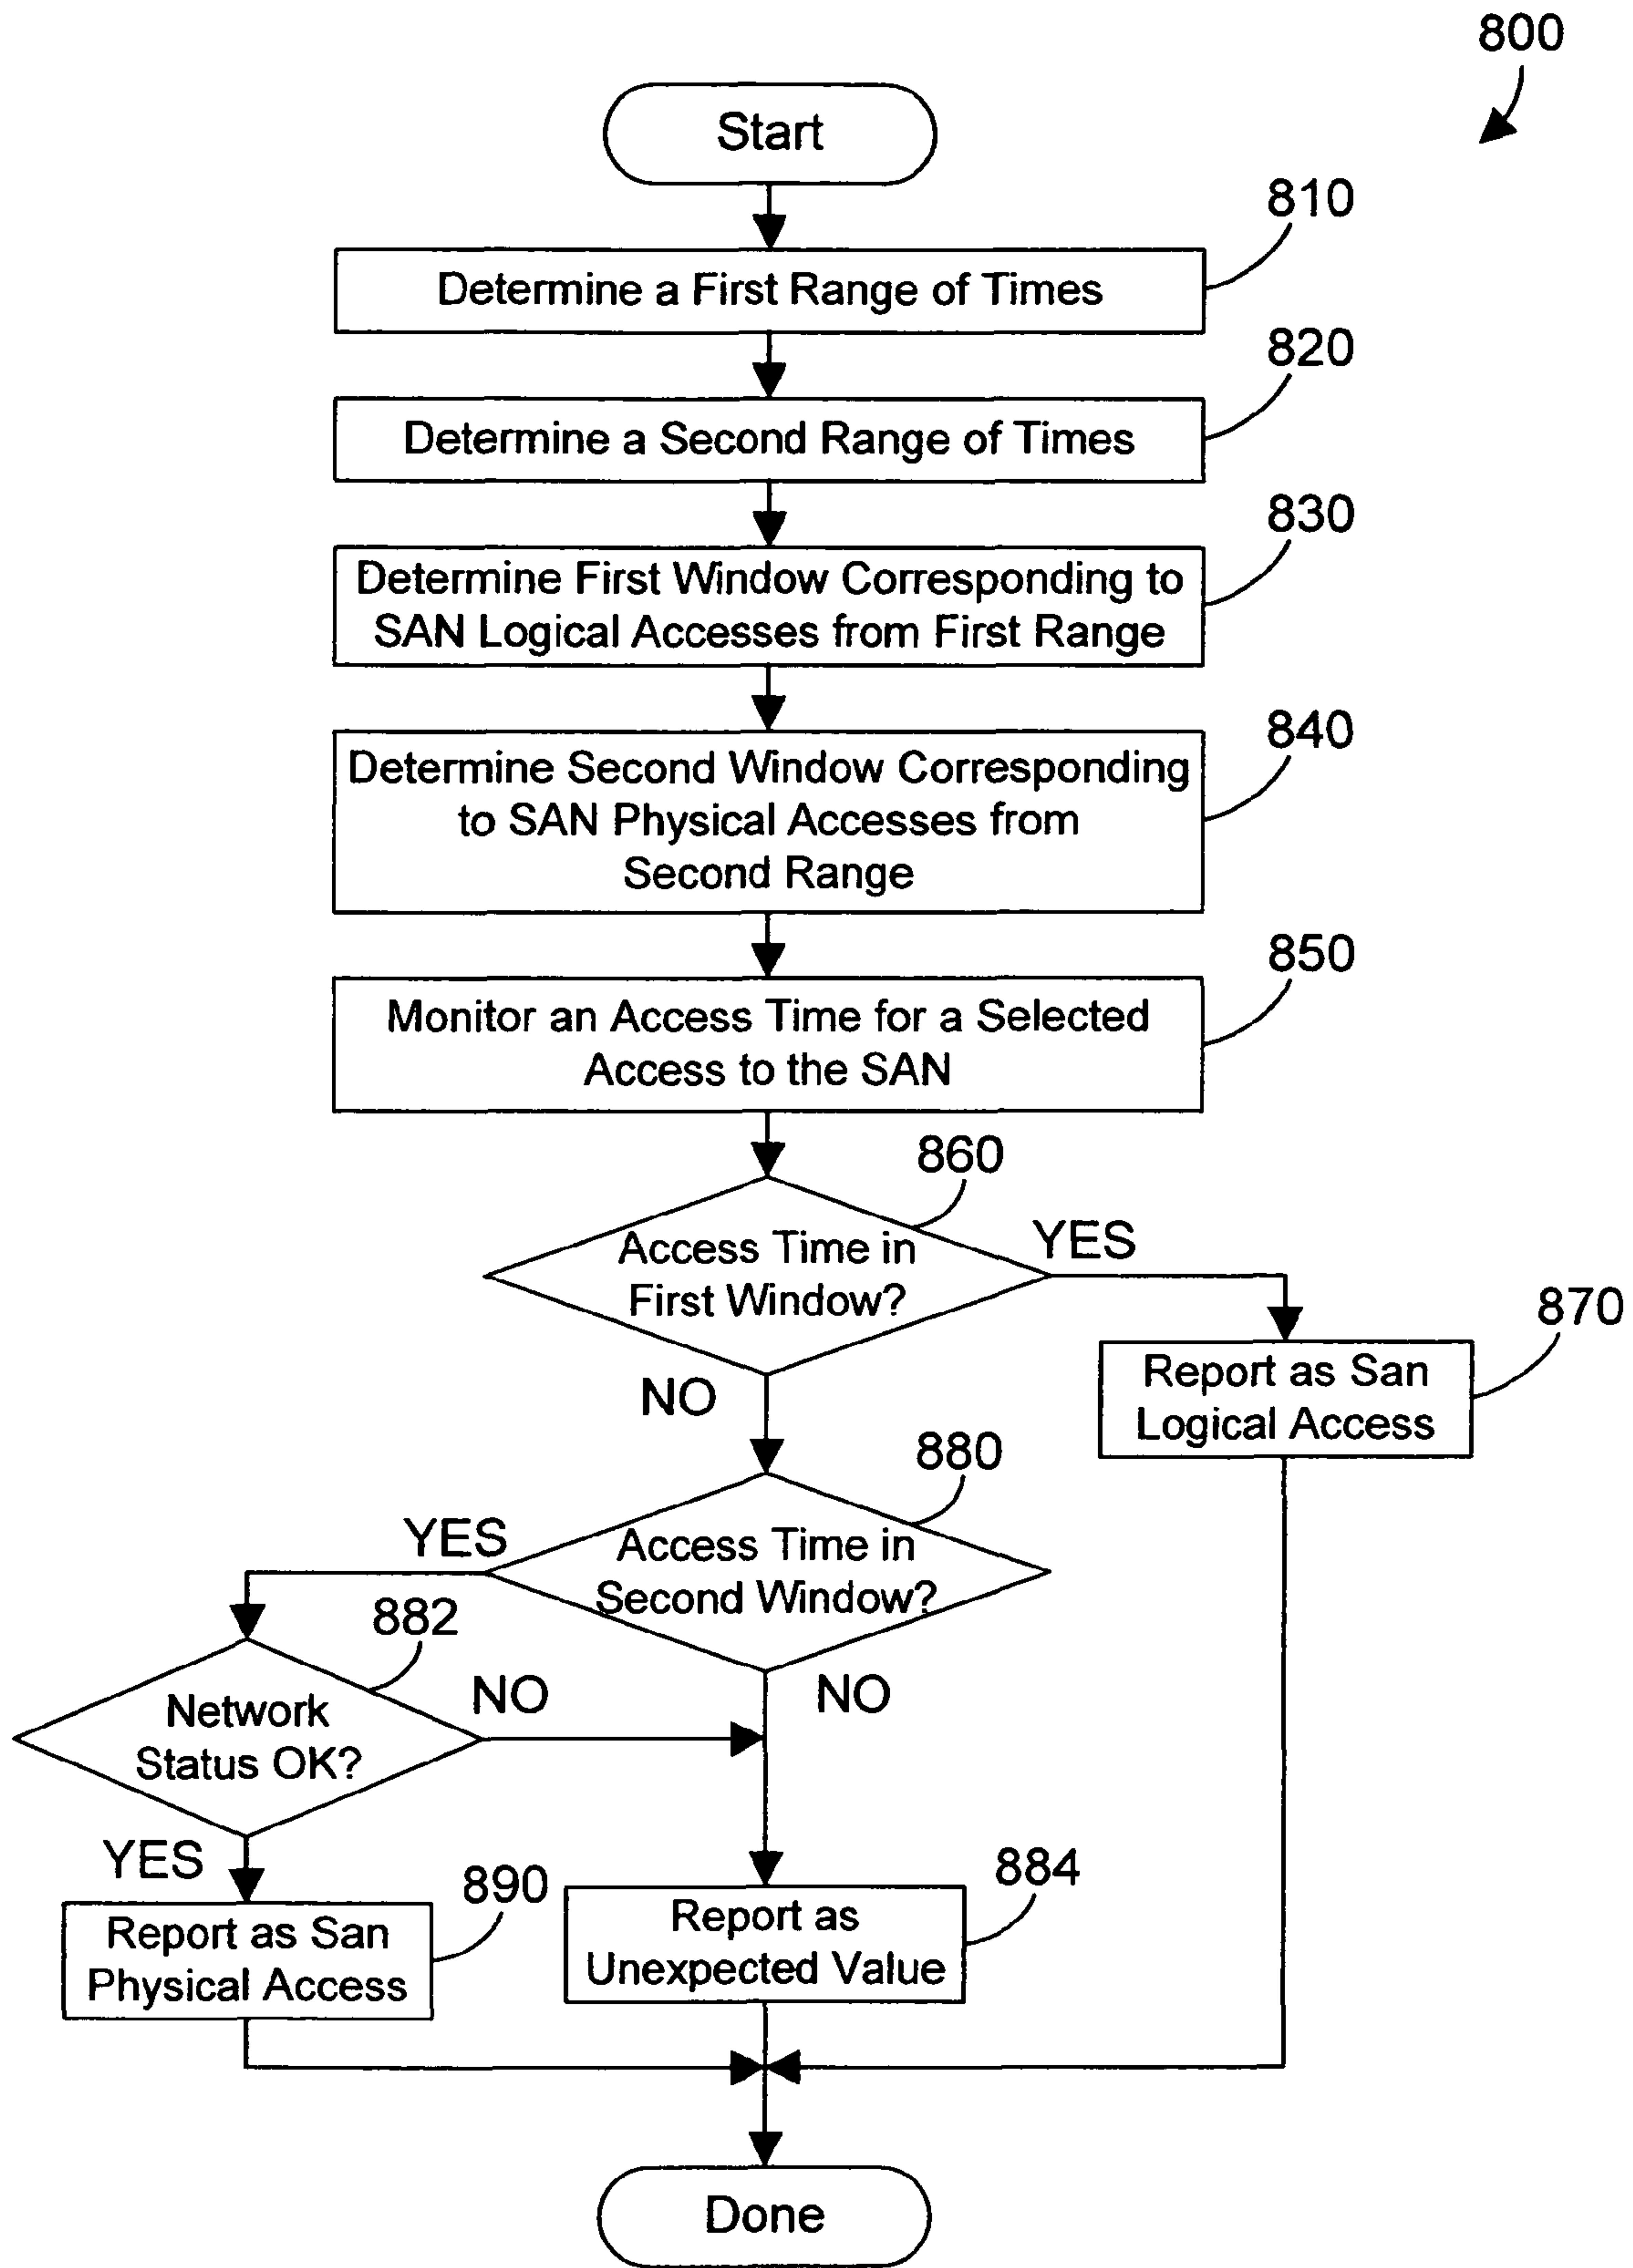 800
Start
810
Determine a First Range of Times
820
Determine a Second Range of Times
830
Determine First Window Corresponding to
SAN Logical Accesses from First Range
840
Determine Second Window Corresponding
to SAN Physical Accesses from
Second Range
850
Monitor an Access Time for a Selected
Access to the SAN
860
Access Time in
First Window?
YES
NO
870
Report as San
Logical Access
880
Access Time in
Second Window?
YES
NO
882
Network
Status OK?
NO
YES
890
Report as San
Physical Access
884
Report as
Unexpected Value
Done